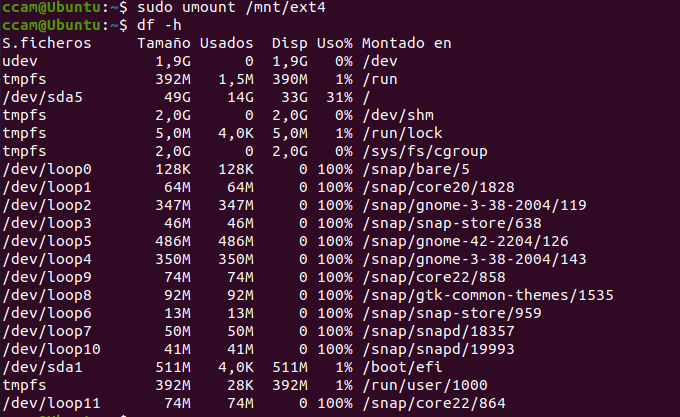 ccam@Ubuntu:~$ sudo umount /mnt/ext4
ccam@Ubuntu:~$ df -h
S.ficheros Tamaño Usados Disp Uso% Montado en
udev 1,9G 0 1,9G 0% /dev
tmpfs 392M 1,5M 390M 1% /run
/dev/sda5 49G 14G 33G 31% /
tmpfs 2,0G 0 2,0G 0% /dev/shm
tmpfs 5,0M 4,0K 5,0M 1% /run/lock
tmpfs 2,0G 0 2,0G 0% /sys/fs/cgroup
/dev/loop0 128K 128K 0 100% /snap/bare/5
/dev/loop1 64M 64M 0 100% /snap/core20/1828
/dev/loop2 347M 347M 0 100% /snap/gnome-3-38-2004/119
/dev/loop3 46M 46M 0 100% /snap/snap-store/638
/dev/loop5 486M 486M 0 100% /snap/gnome-42-2204/126
/dev/loop4 350M 350M 0 100% /snap/gnome-3-38-2004/143
/dev/loop9 74M 74M 0 100% /snap/core22/858
/dev/loop8 92M 92M 0 100% /snap/gtk-common-themes/1535
/dev/loop6 13M 13M 0 100% /snap/snap-store/959
/dev/loop7 50M 50M 0 100% /snap/snapd/18357
/dev/loop10 41M 41M 0 100% /snap/snapd/19993
/dev/sda1 511M 4,0K 511M 1% /boot/efi
tmpfs 392M 28K 392M 1% /run/user/1000
/dev/loop11 74M 74M 0 100% /snap/core22/864